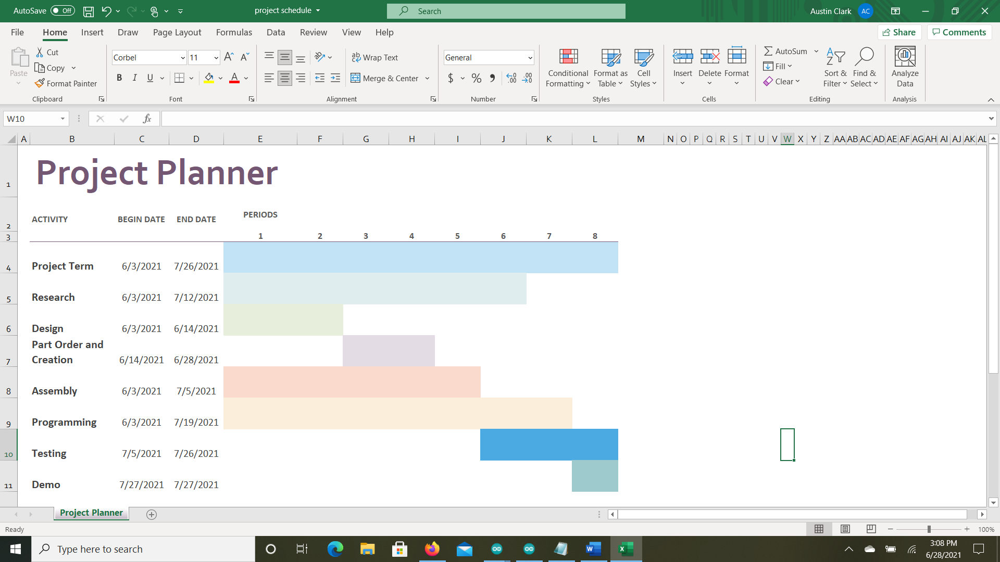 AutoSave Off project schedule Search Austin Clark AC
File Home Insert Draw Page Layout Formulas Data Review View Help Share Comments
Paste Cut Copy Format Painter Clipboard
Corbel 11 A A B I U A Font
ab Wrap Text Merge & Center Alignment
General $ % Number
Conditional Formatting Format as Table Cell Styles Styles
Insert Delete Format Cells
AutoSum Fill Clear Sort & Filter Find & Select Editing
Analyze Data Analysis
W10 fx
A B C D E F G H I J K L M N O P Q R S T U V W X Y Z AA AB AC AD AE AF AG AH AI AJ AK AL
1 Project Planner
2 ACTIVITY BEGIN DATE END DATE PERIODS
3 1 2 3 4 5 6 7 8
4 Project Term 6/3/2021 7/26/2021
5 Research 6/3/2021 7/12/2021
6 Design 6/3/2021 6/14/2021
Part Order and
7 Creation 6/14/2021 6/28/2021
8 Assembly 6/3/2021 7/5/2021
9 Programming 6/3/2021 7/19/2021
10 Testing 7/5/2021 7/26/2021
11 Demo 7/27/2021 7/27/2021
Project Planner
Ready 100%
Type here to search
3:08 PM
6/28/2021